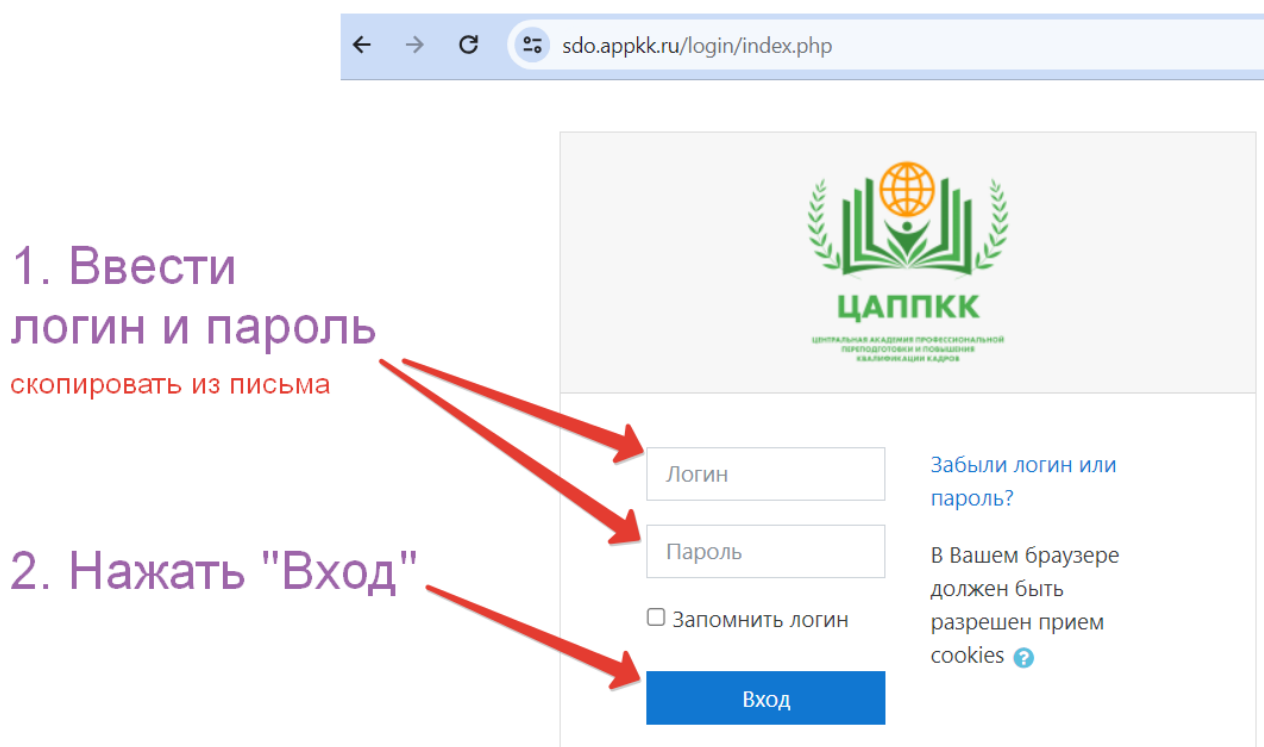 sdo.appkk.ru/login/index.php
ЦАППКК
ЦЕНТРАЛЬНАЯ АКАДЕМИЯ ПРОФЕССИОНАЛЬНОЙ
ПЕРЕПОДГОТОВКИ И ПОВЫШЕНИЯ
КВАЛИФИКАЦИИ КАДРОВ
1. Ввести
логин и пароль
скопировать из письма
Логин
Пароль
Запомнить логин
Забыли логин или
пароль?
В Вашем браузере
должен быть
разрешен прием
cookies ?
2. Нажать "Вход"
Вход